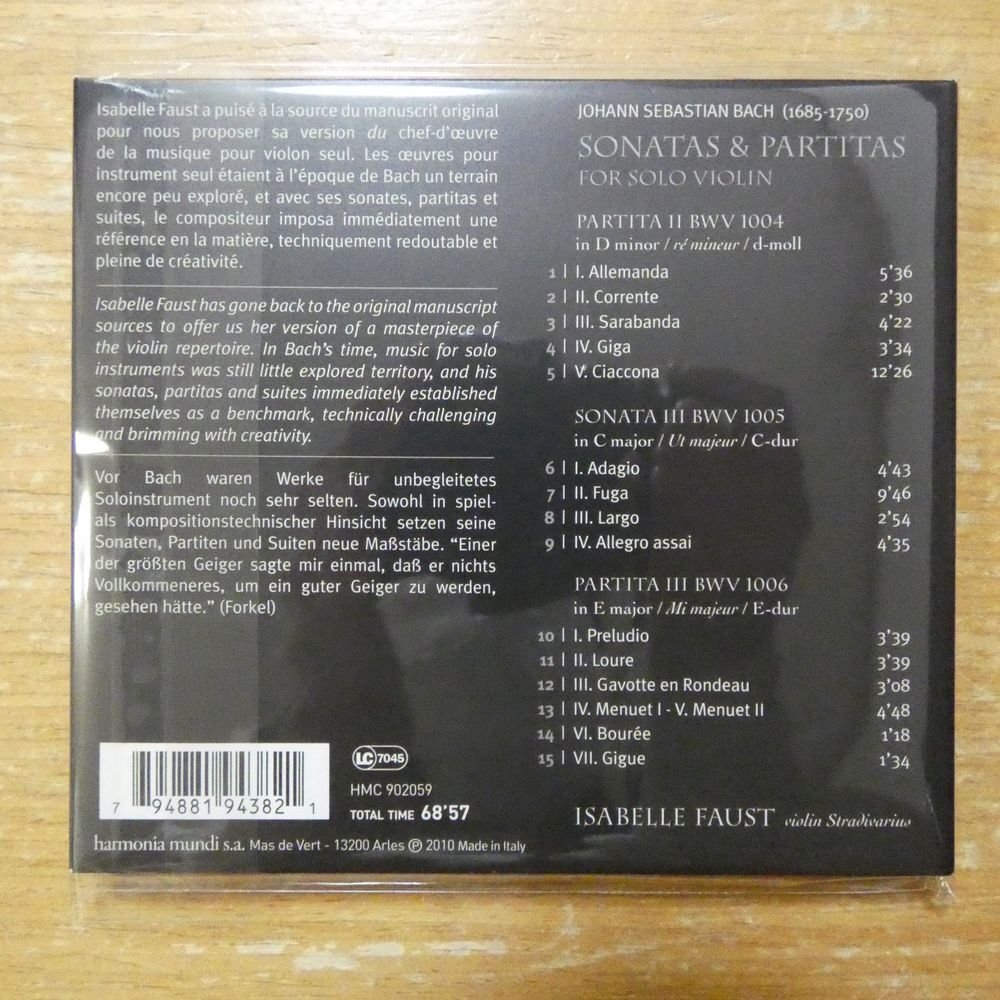 Isabelle Faust a puisé à la source du manuscrit original
pour nous proposer sa version du chef-d'œuvre
de la musique pour violon seul. Les œuvres pour
instrument seul étaient à l'époque de Bach un terrain
encore peu exploré, et avec ses sonates, partitas et
suites, le compositeur imposa immédiatement une
référence en la matière, techniquement redoutable et
pleine de créativité.
Isabelle Faust has gone back to the original manuscript
sources to offer us her version of a masterpiece of
the violin repertoire. In Bach's time, music for solo
instruments was still little explored territory, and his
sonatas, partitas and suites immediately established
themselves as a benchmark, technically challenging
and brimming with creativity.
Vor Bach waren Werke für unbegleitetes
Soloinstrument noch sehr selten. Sowohl in spiel-
als kompositionstechnischer Hinsicht setzen seine
Sonaten, Partiten und Suiten neue Maßstäbe. "Einer
der größten Geiger sagte mir einmal, daß er nichts
Vollkommeneres, um ein guter Geiger zu werden,
gesehen hätte." (Forkel)
JOHANN SEBASTIAN BACH (1685-1750)
SONATAS & PARTITAS
FOR SOLO VIOLIN
PARTITA II BWV 1004
in D minor / ré mineur / d-moll
1 | I. Allemanda 5'36
2 | II. Corrente 2'30
3 | III. Sarabanda 4'22
4 | IV. Giga 3'34
5 | V. Ciaccona 12'26
SONATA III BWV 1005
in C major / Ut majeur / C-dur
6 | I. Adagio 4'43
7 | II. Fuga 9'46
8 | III. Largo 2'54
9 | IV. Allegro assai 4'35
PARTITA III BWV 1006
in E major / Mi majeur / E-dur
10 | I. Preludio 3'39
11 | II. Loure 3'39
12 | III. Gavotte en Rondeau 3'08
13 | IV. Menuet I - V. Menuet II 4'48
14 | VI. Bourée 1'18
15 | VII. Gigue 1'34
ISABELLE FAUST violin Stradivarius
7 94881 94382 1
LC 7045
HMC 902059
TOTAL TIME 68'57
harmonia mundi s.a. Mas de Vert - 13200 Arles ℗ 2010 Made in Italy